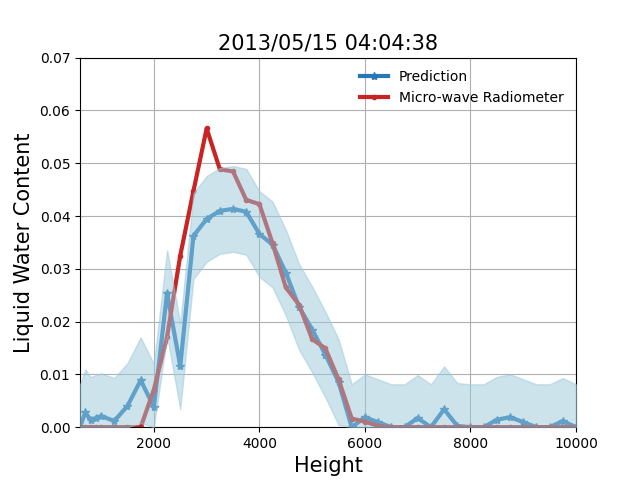 2013/05/15 04:04:38
Prediction
Micro-wave Radiometer
Liquid Water Content
0.07
0.06
0.05
0.04
0.03
0.02
0.01
0.00
2000 4000 6000 8000 10000
Height